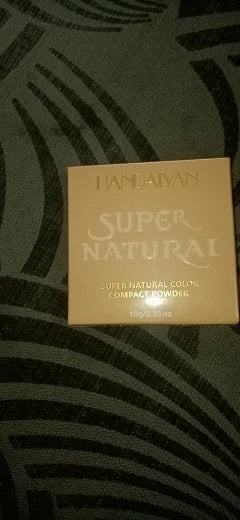 HANDAIYAN
SUPER
NATURAL
SUPER NATURAL COLOR
COMPACT POWDER
10g/0.35oz